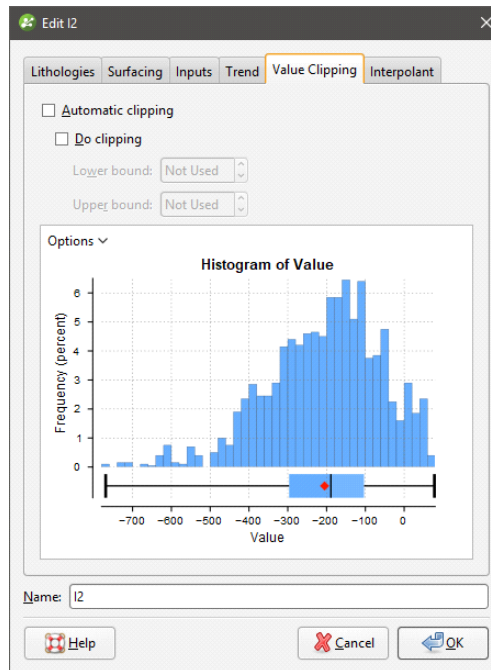 Edit I2
Lithologies Surfacing Inputs Trend Value Clipping Interpolant
Automatic clipping
Do clipping
Lower bound: Not Used
Upper bound: Not Used
Options
Histogram of Value
6
5
4
3
2
1
0
Frequency (percent)
−700 −600 −500 −400 −300 −200 −100 0
Value
Name: I2
Help Cancel OK